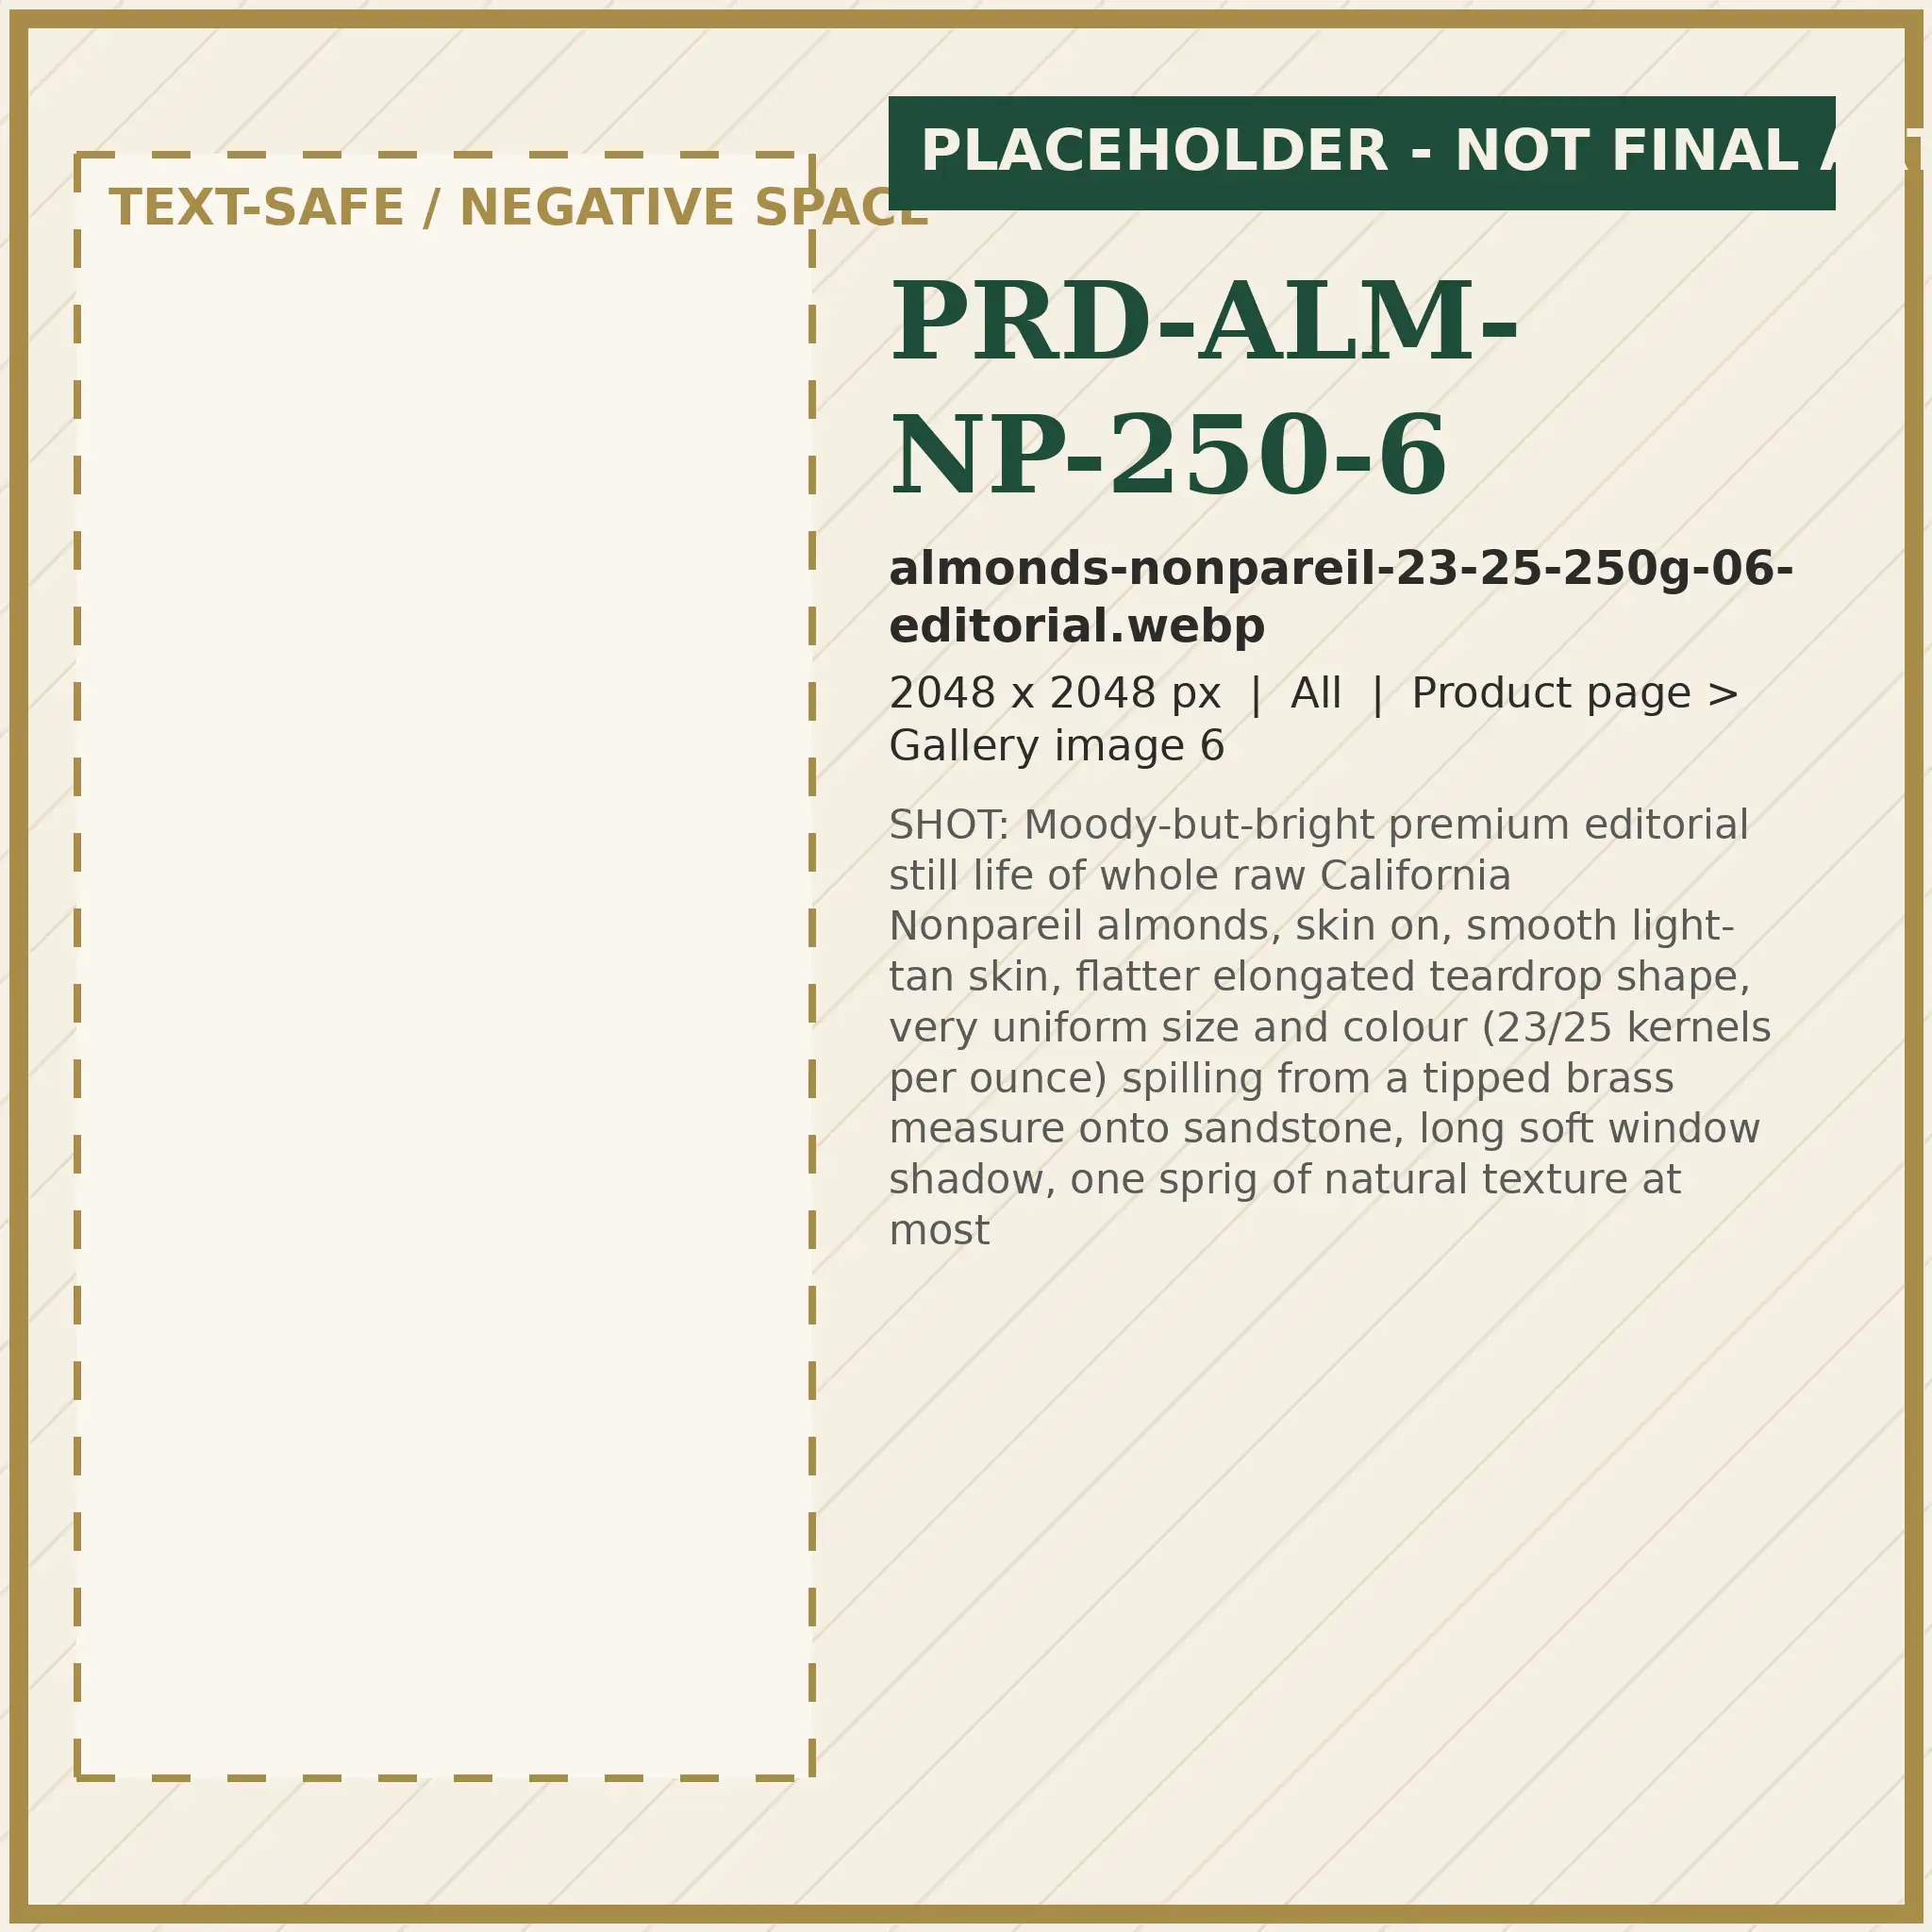 TEXT-SAFE / NEGATIVE SPACE
PLACEHOLDER - NOT FINAL ART
PRD-ALM-
NP-250-6
almonds-nonpareil-23-25-250g-06-
editorial.webp
2048 x 2048 px | All | Product page >
Gallery image 6
SHOT: Moody-but-bright premium editorial
still life of whole raw California
Nonpareil almonds, skin on, smooth light-
tan skin, flatter elongated teardrop shape,
very uniform size and colour (23/25 kernels
per ounce) spilling from a tipped brass
measure onto sandstone, long soft window
shadow, one sprig of natural texture at
most